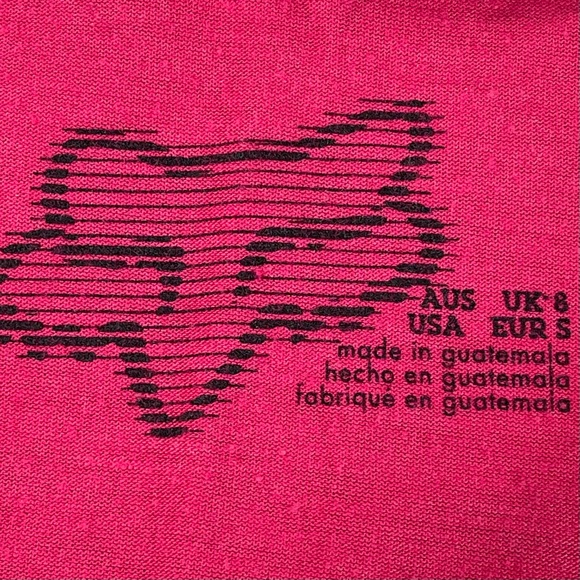 AUS UK 8
USA EUR S
made in guatemala
hecho en guatemala
fabriqué en guatemala